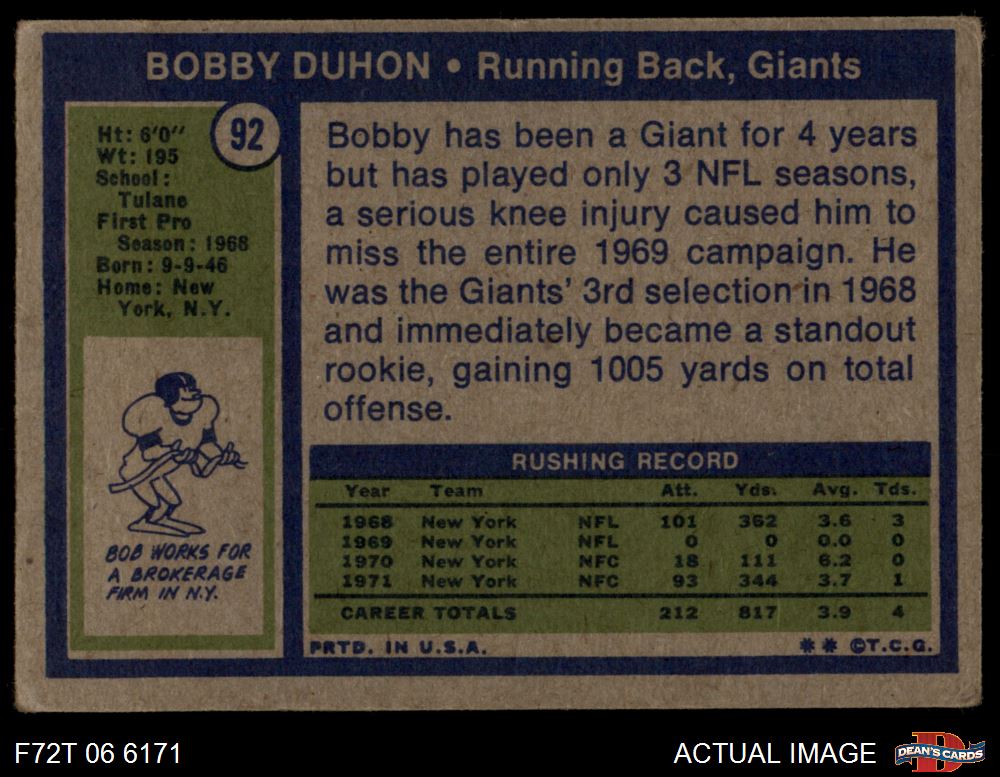 BOBBY DUHON • Running Back, Giants
92
Ht: 6'0"
Wt: 195
School:
Tulane
First Pro
Season: 1968
Born: 9-9-46
Home: New
York, N.Y.
BOB WORKS FOR
A BROKERAGE
FIRM IN N.Y.
Bobby has been a Giant for 4 years
but has played only 3 NFL seasons,
a serious knee injury caused him to
miss the entire 1969 campaign. He
was the Giants' 3rd selection in 1968
and immediately became a standout
rookie, gaining 1005 yards on total
offense.
RUSHING RECORD
Year Team Att. Yds. Avg. Tds.
1968 New York NFL 101 362 3.6 3
1969 New York NFL 0 0 0.0 0
1970 New York NFC 18 111 6.2 0
1971 New York NFC 93 344 3.7 1
CAREER TOTALS 212 817 3.9 4
PRTD. IN U.S.A. ** ©T.C.G.
F72T 06 6171 ACTUAL IMAGE D DEAN'S CARDS